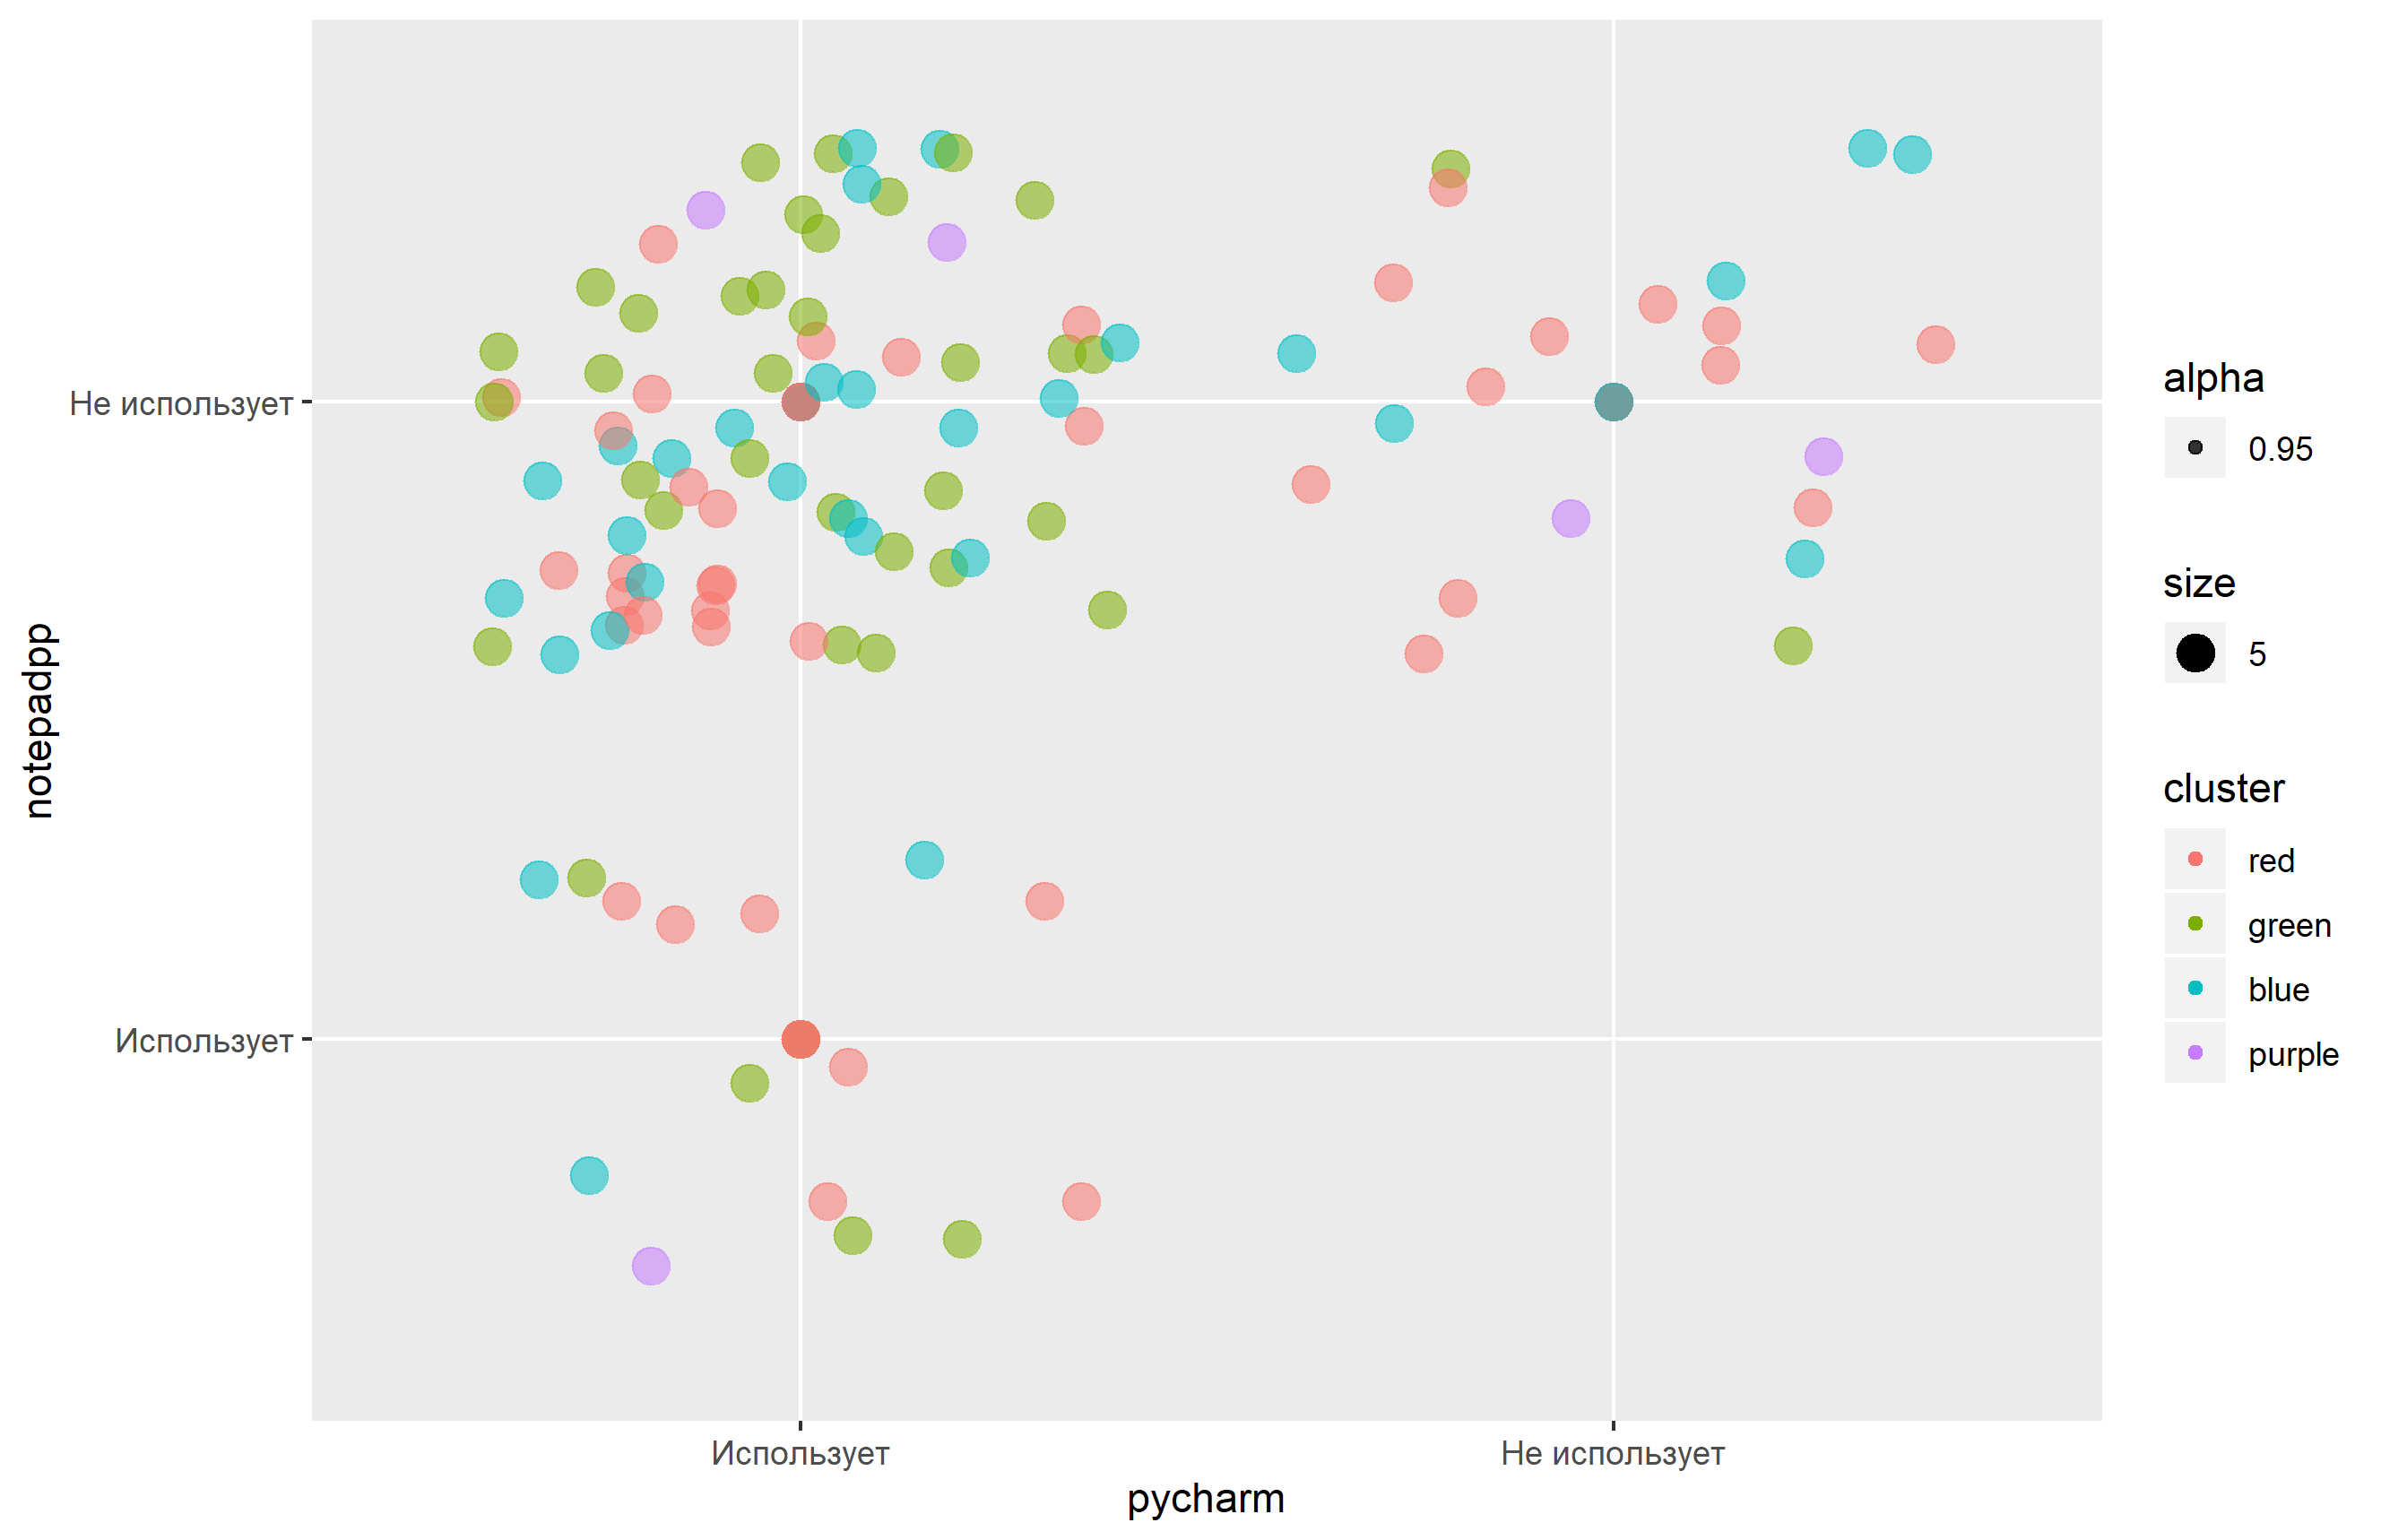 notepadpp
Не использует
Использует
Использует
Не использует
pycharm
alpha
0.95
size
5
cluster
red
green
blue
purple